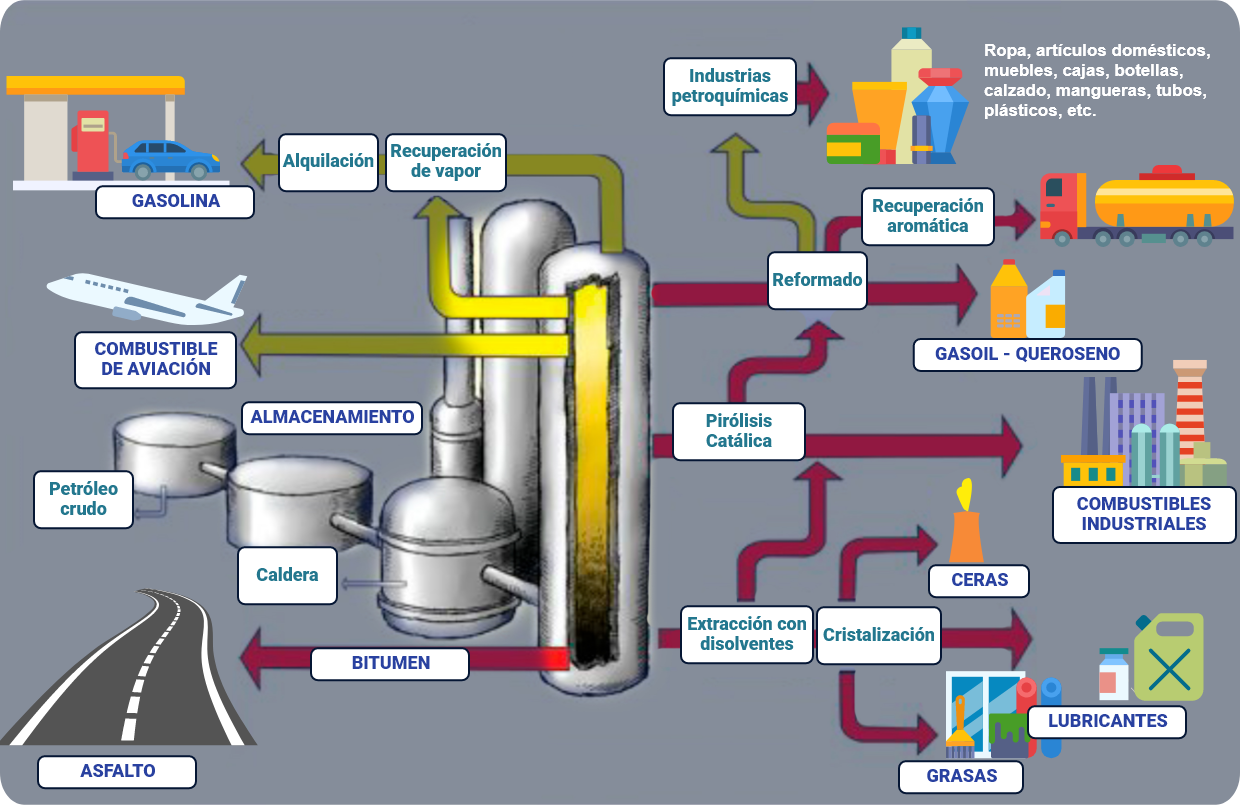 Industrias
petroquímicas
Ropa, artículos domésticos,
muebles, cajas, botellas,
calzado, mangueras, tubos,
plásticos, etc.
Alquilación
Recuperación
de vapor
GASOLINA
Recuperación
aromática
Reformado
COMBUSTIBLE
DE AVIACIÓN
GASOIL - QUEROSENO
ALMACENAMIENTO
Pirólisis
Catálica
Petróleo
crudo
COMBUSTIBLES
INDUSTRIALES
Caldera
CERAS
Extracción con
disolventes
Cristalización
BITUMEN
LUBRICANTES
ASFALTO
GRASAS